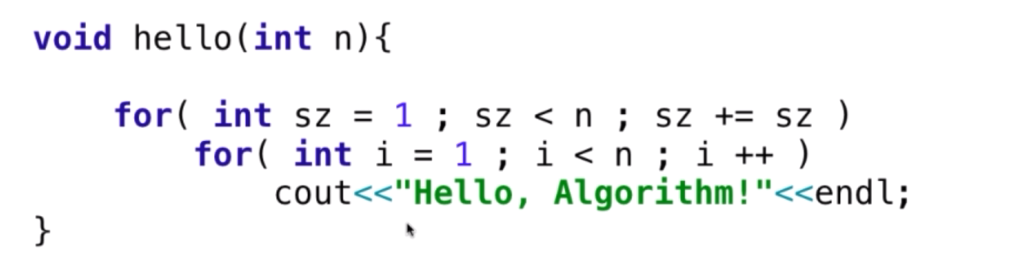 void hello(int n){
for( int sz = 1 ; sz < n ; sz += sz )
for( int i = 1 ; i < n ; i ++ )
cout<<"Hello, Algorithm!"<<endl;
}